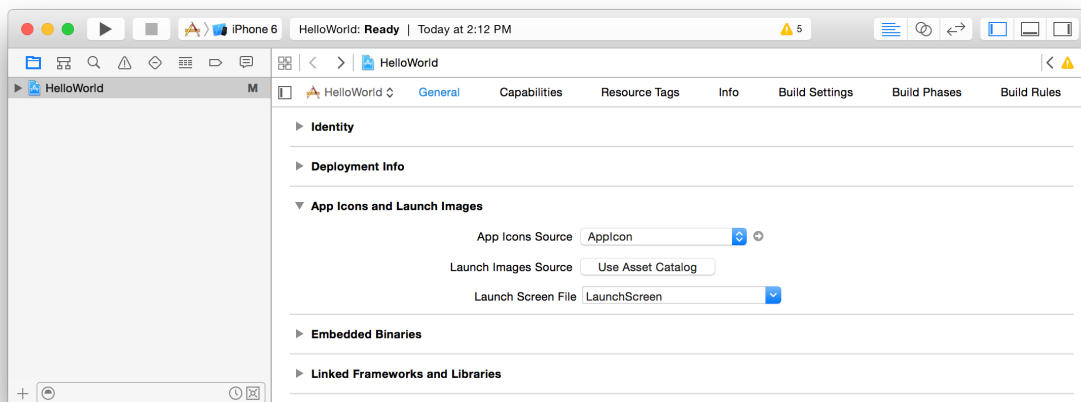 iPhone 6
HelloWorld: Ready | Today at 2:12 PM
5
HelloWorld M
HelloWorld
HelloWorld General Capabilities Resource Tags Info Build Settings Build Phases Build Rules
Identity
Deployment Info
App Icons and Launch Images
App Icons Source AppIcon
Launch Images Source Use Asset Catalog
Launch Screen File LaunchScreen
Embedded Binaries
Linked Frameworks and Libraries